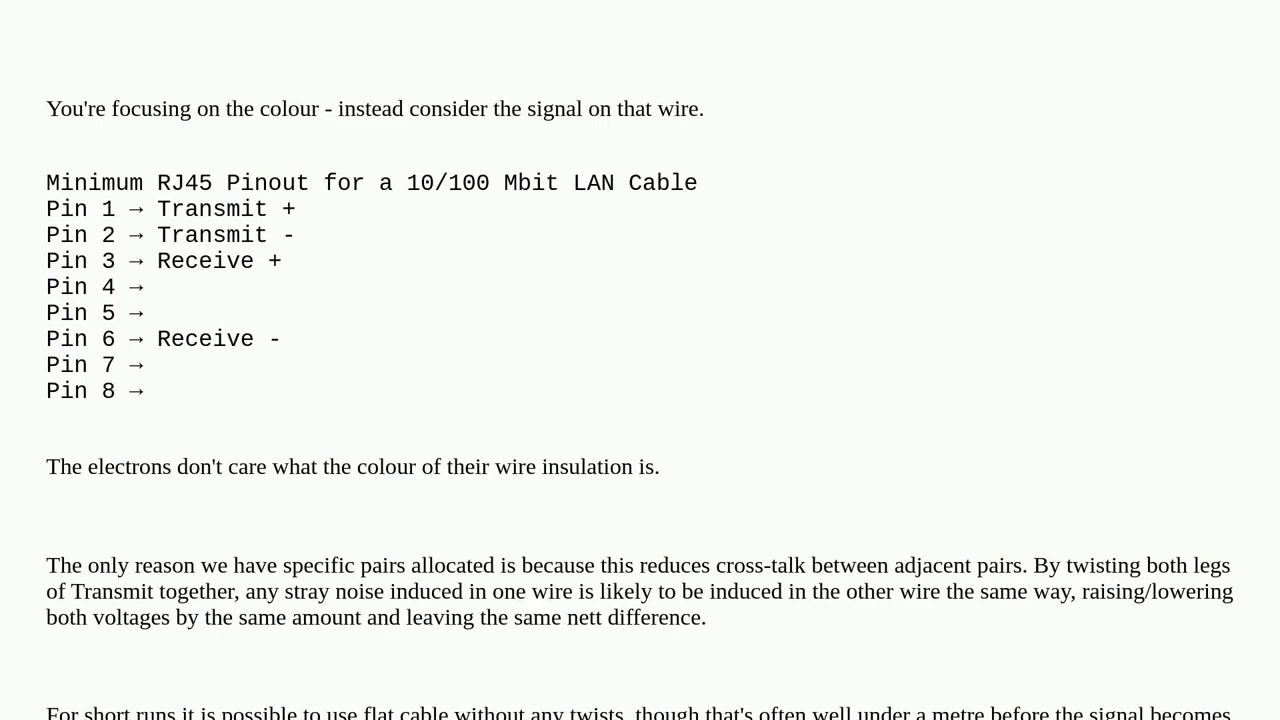 You're focusing on the colour - instead consider the signal on that wire.
Minimum RJ45 Pinout for a 10/100 Mbit LAN Cable
Pin 1 → Transmit +
Pin 2 → Transmit -
Pin 3 → Receive +
Pin 4 →
Pin 5 →
Pin 6 → Receive -
Pin 7 →
Pin 8 →
The electrons don't care what the colour of their wire insulation is.
The only reason we have specific pairs allocated is because this reduces cross-talk between adjacent pairs. By twisting both legs
of Transmit together, any stray noise induced in one wire is likely to be induced in the other wire the same way, raising/lowering
both voltages by the same amount and leaving the same nett difference.
For short runs it is possible to use flat cable without any twists, though that's often well under a metre before the signal becomes